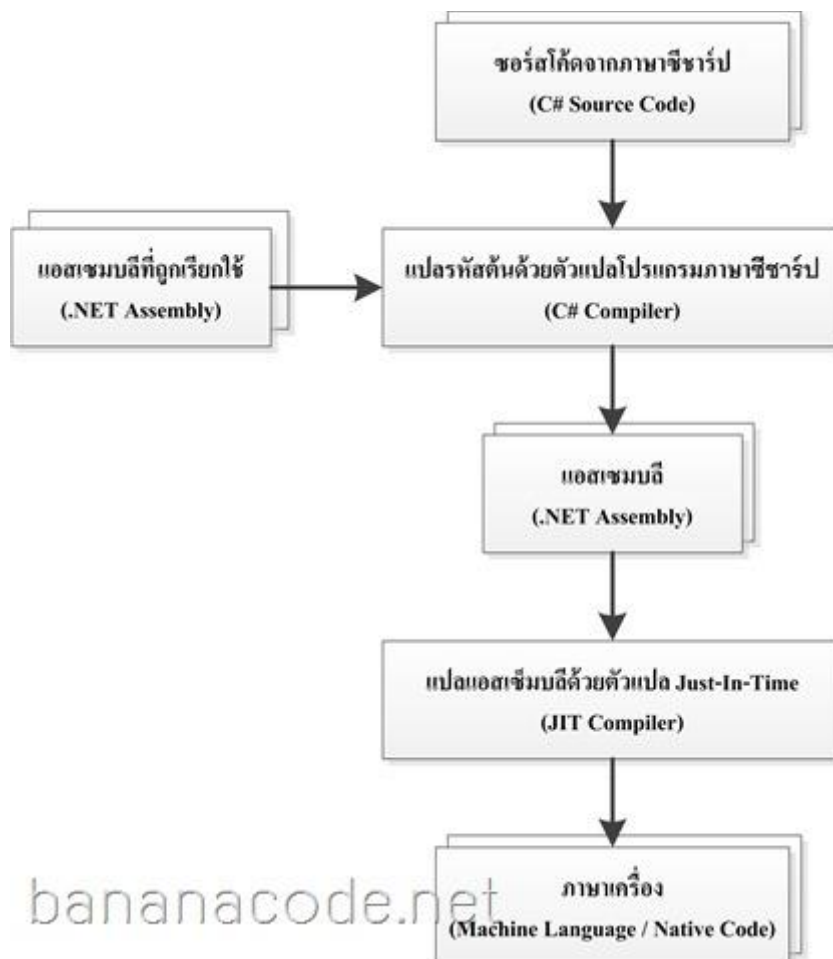 ซอร์สโค้ดจากภาษาซีชาร์ป
(C# Source Code)
แอสเซมบลีที่ถูกเรียกใช้
(.NET Assembly)
แปลรหัสต้นด้วยตัวแปลโปรแกรมภาษาซีชาร์ป
(C# Compiler)
แอสเซมบลี
(.NET Assembly)
แปลแอสเซ็มบลีด้วยตัวแปล Just-In-Time
(JIT Compiler)
ภาษาเครื่อง
(Machine Language / Native Code)
bananacode.net